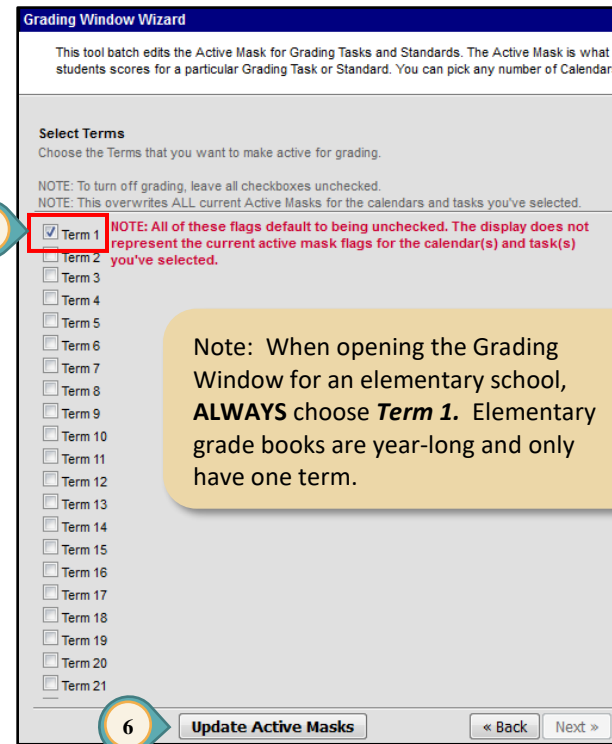 Grading Window Wizard
This tool batch edits the Active Mask for Grading Tasks and Standards. The Active Mask is what
students scores for a particular Grading Task or Standard. You can pick any number of Calendar
Select Terms
Choose the Terms that you want to make active for grading.
NOTE: To turn off grading, leave all checkboxes unchecked.
NOTE: This overwrites ALL current Active Masks for the calendars and tasks you've selected.
NOTE: All of these flags default to being unchecked. The display does not
represent the current active mask flags for the calendar(s) and task(s)
you've selected.
Term 1
Term 2
Term 3
Term 4
Term 5
Term 6
Term 7
Term 8
Term 9
Term 10
Term 11
Term 12
Term 13
Term 14
Term 15
Term 16
Term 17
Term 18
Term 19
Term 20
Term 21
Note: When opening the Grading
Window for an elementary school,
ALWAYS choose Term 1. Elementary
grade books are year-long and only
have one term.
6
Update Active Masks
« Back
Next »